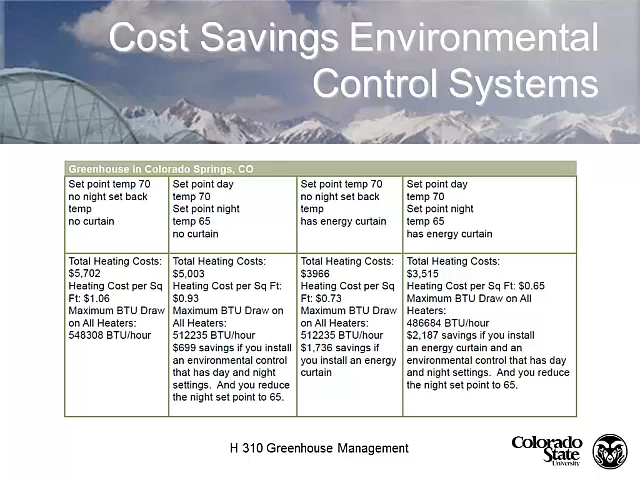 Cost Savings Environmental
Control Systems
Greenhouse in Colorado Springs, CO
Set point temp 70
no night set back
temp
no curtain
Set point day
temp 70
Set point night
temp 65
no curtain
Set point temp 70
no night set back
temp
has energy curtain
Set point day
temp 70
Set point night
temp 65
has energy curtain
Total Heating Costs:
$5,702
Heating Cost per Sq
Ft: $1.06
Maximum BTU Draw
on All Heaters:
548308 BTU/hour
Total Heating Costs:
$5,003
Heating Cost per Sq Ft:
$0.93
Maximum BTU Draw on
All Heaters:
512235 BTU/hour
$699 savings if you install
an environmental control
that has day and night
settings.  And you reduce
the night set point to 65.
Total Heating Costs:
$3966
Heating Cost per Sq
Ft: $0.73
Maximum BTU Draw
on All Heaters:
512235 BTU/hour
$1,736 savings if
you install an energy
curtain
Total Heating Costs:
$3,515
Heating Cost per Sq Ft: $0.65
Maximum BTU Draw on All
Heaters:
486684 BTU/hour
$2,187 savings if you install
an energy curtain and an
environmental control that has day
and night settings.  And you reduce
the night set point to 65.
H 310 Greenhouse Management
Colorado
State
University